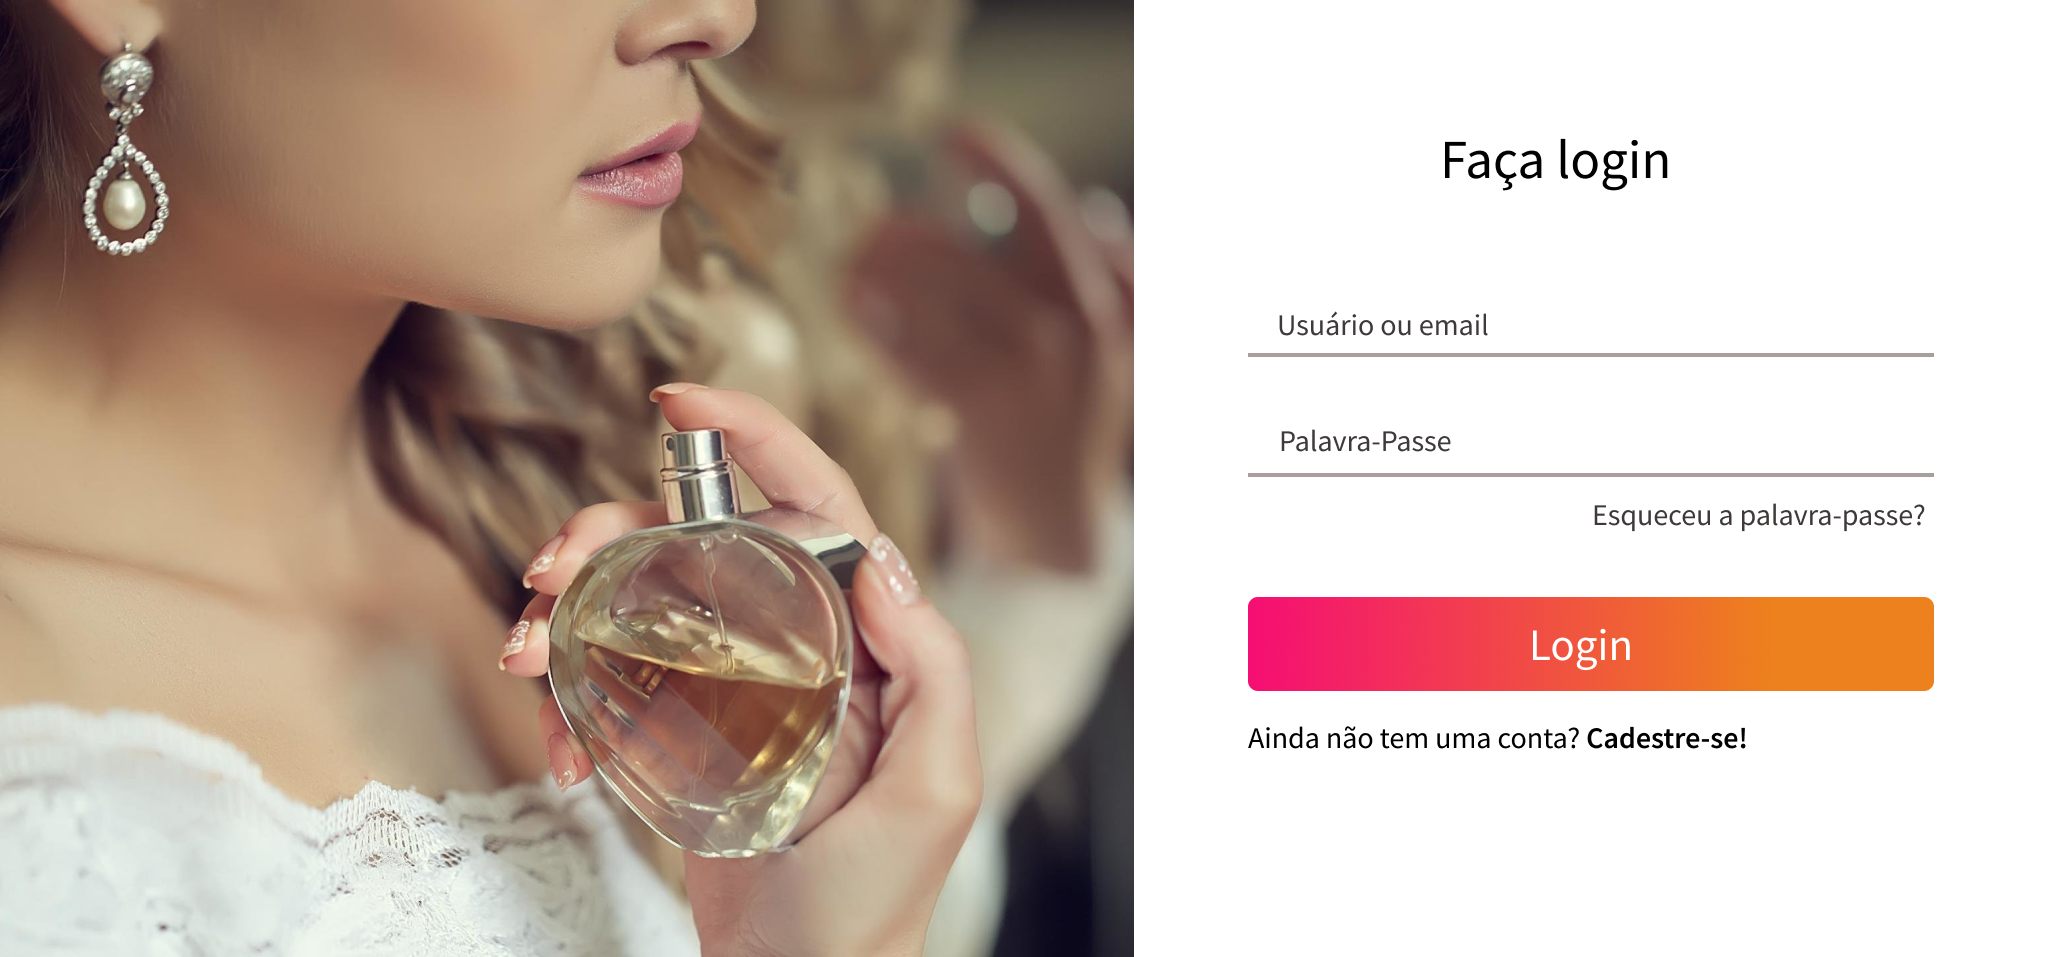 Faça login
Usuário ou email
Palavra-Passe
Esqueceu a palavra-passe?
Login
Ainda não tem uma conta? Cadestre-se!